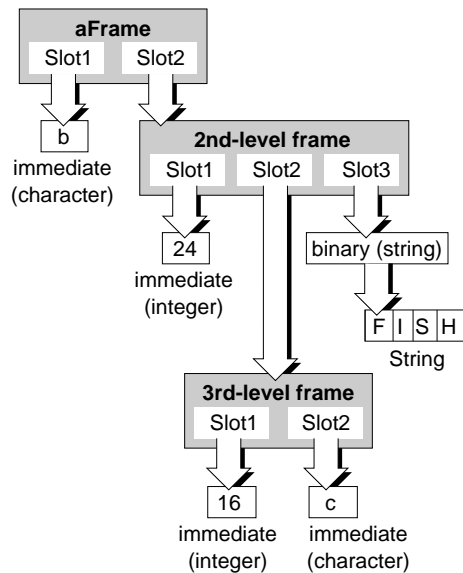 aFrame
Slot1 Slot2
b
immediate
(character)
2nd-level frame
Slot1 Slot2 Slot3
24
immediate
(integer)
binary (string)
F I S H
String
3rd-level frame
Slot1 Slot2
16 c
immediate immediate
(integer) (character)